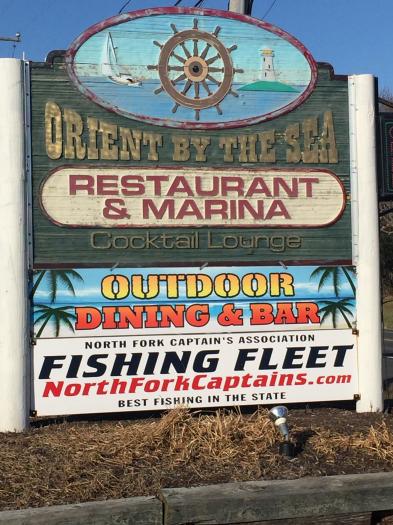 ORIENT BY THE SEA
RESTAURANT
& MARINA
Cocktail Lounge
OUTDOOR
DINING & BAR
NORTH FORK CAPTAIN'S ASSOCIATION
FISHING FLEET
NorthForkCaptains.com
BEST FISHING IN THE STATE